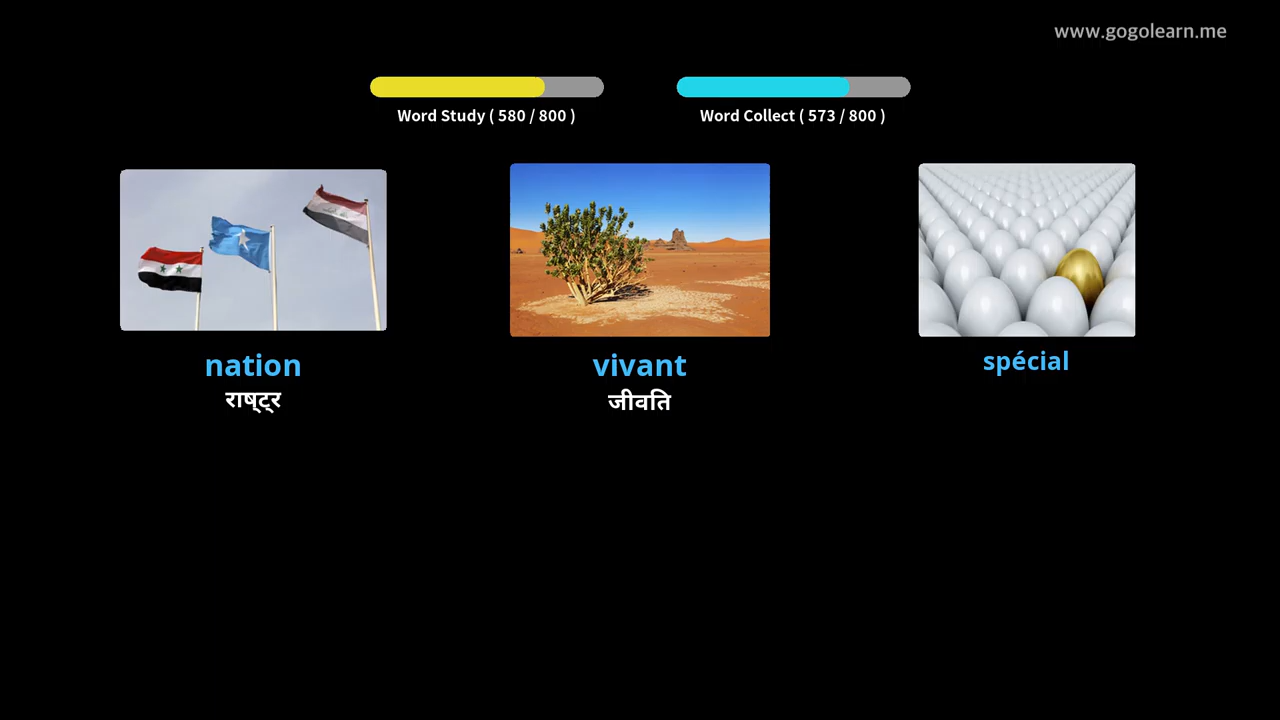 www.gogolearn.me
Word Study ( 580 / 800 )
Word Collect ( 573 / 800 )
nation
राष्ट्र
vivant
जीवति
spécial